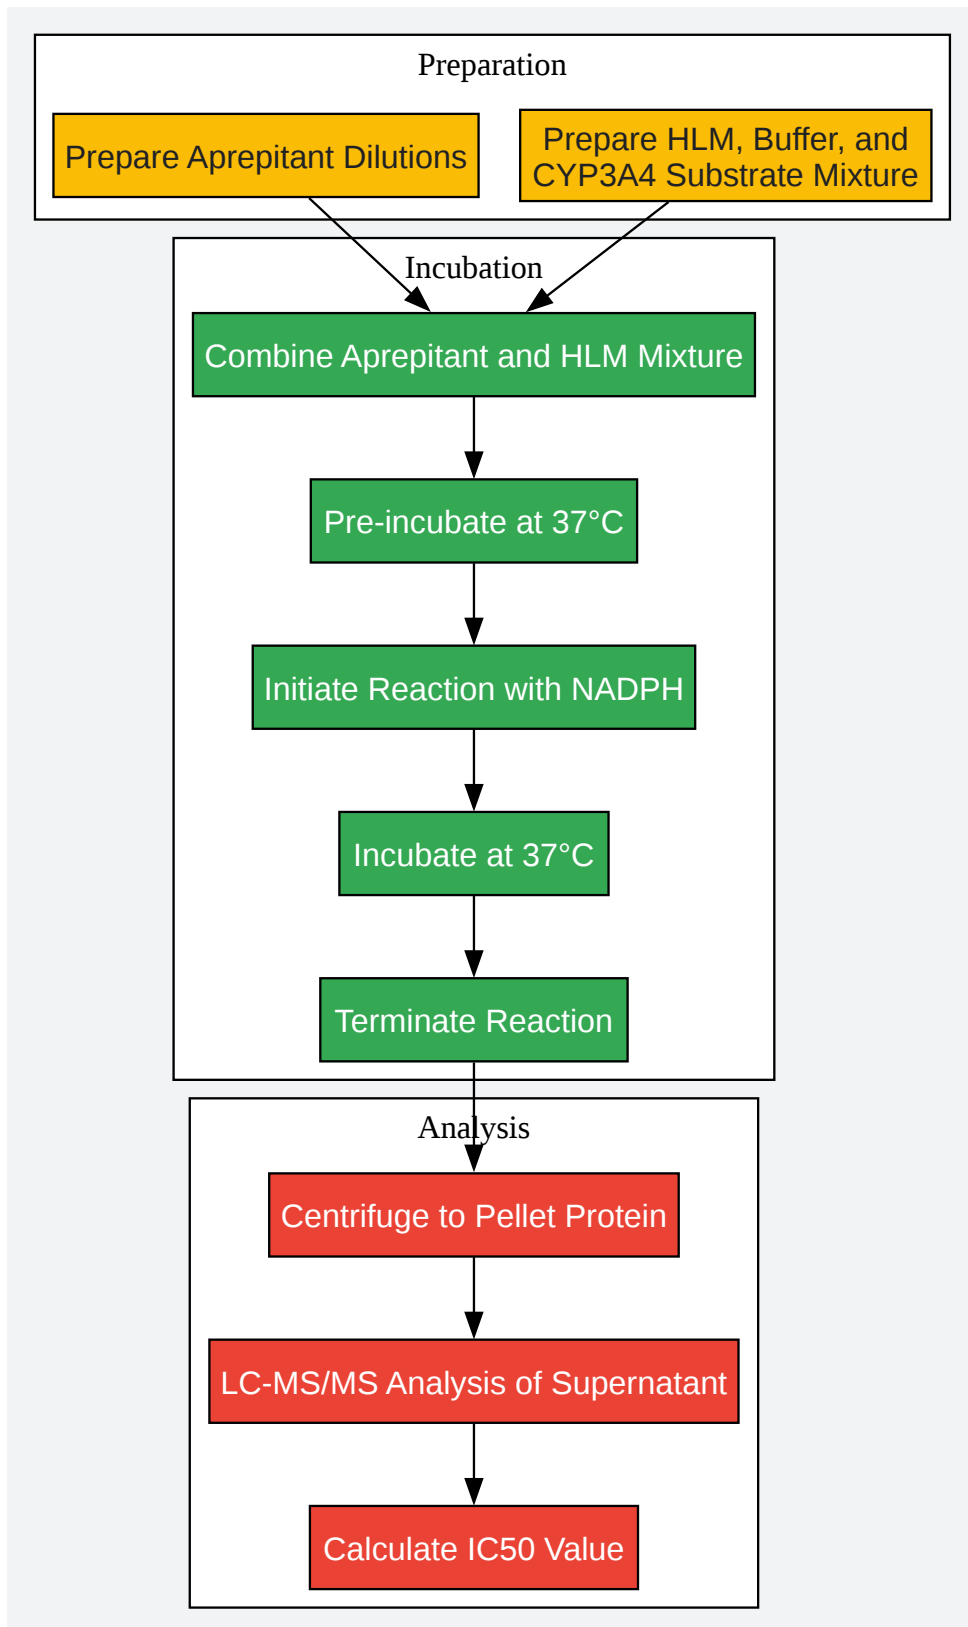 Preparation
Prepare Aprepitant Dilutions
Prepare HLM, Buffer, and
CYP3A4 Substrate Mixture
Incubation
Combine Aprepitant and HLM Mixture
Pre-incubate at 37°C
Initiate Reaction with NADPH
Incubate at 37°C
Terminate Reaction
Analysis
Centrifuge to Pellet Protein
LC-MS/MS Analysis of Supernatant
Calculate IC50 Value